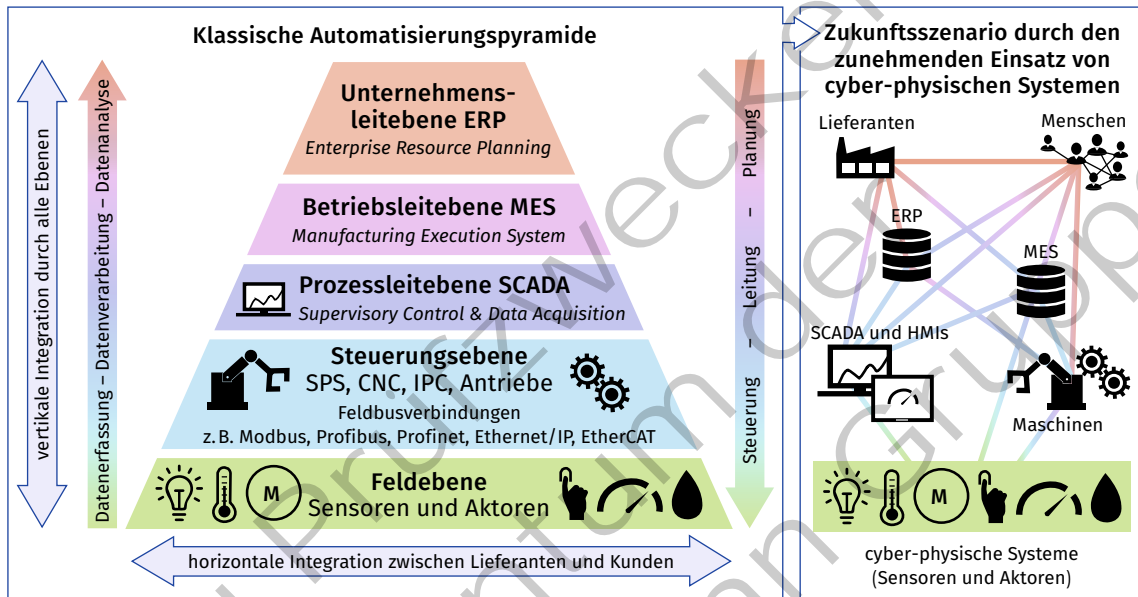 Klassische Automatisierungspyramide
vertikale Integration durch alle Ebenen
Datenerfassung – Datenverarbeitung – Datenanalyse
Unternehmens-
leitebene ERP
Enterprise Resource Planning
Betriebsleitebene MES
Manufacturing Execution System
Prozessleitebene SCADA
Supervisory Control & Data Acquisition
Steuerungsebene
SPS, CNC, IPC, Antriebe
Feldbusverbindungen
z. B. Modbus, Profibus, Profinet, Ethernet/IP, EtherCAT
M
Feldebene
Sensoren und Aktoren
Steuerung – Leitung – Planung
horizontale Integration zwischen Lieferanten und Kunden
Zukunftsszenario durch den
zunehmenden Einsatz von
cyber-physischen Systemen
Lieferanten
Menschen
ERP
MES
SCADA und HMIs
Maschinen
M
cyber-physische Systeme
(Sensoren und Aktoren)
Prüfzwecke